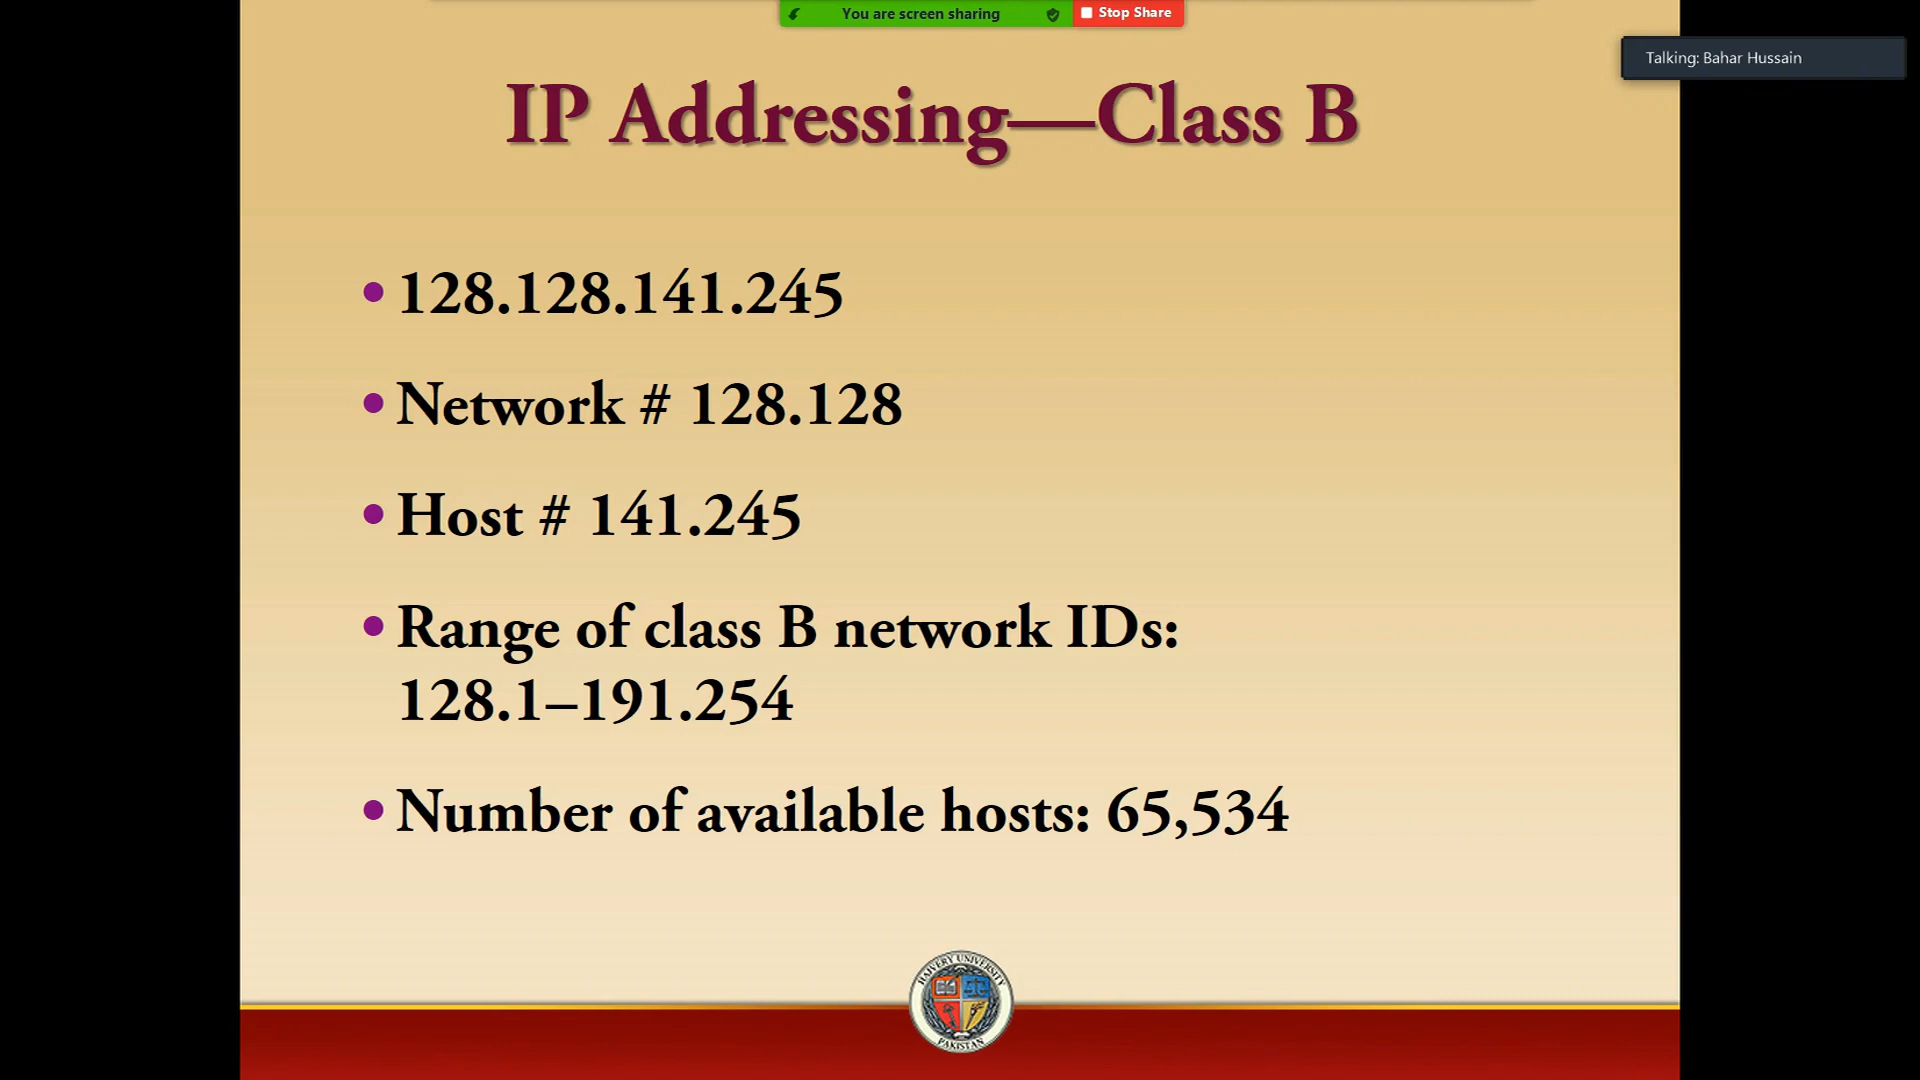 You are screen sharing
Stop Share
Talking: Bahar Hussain
IP Addressing—Class B
• 128.128.141.245
• Network # 128.128
• Host # 141.245
• Range of class B network IDs:
128.1–191.254
• Number of available hosts: 65,534
UNIVERSITY
PAKISTAN